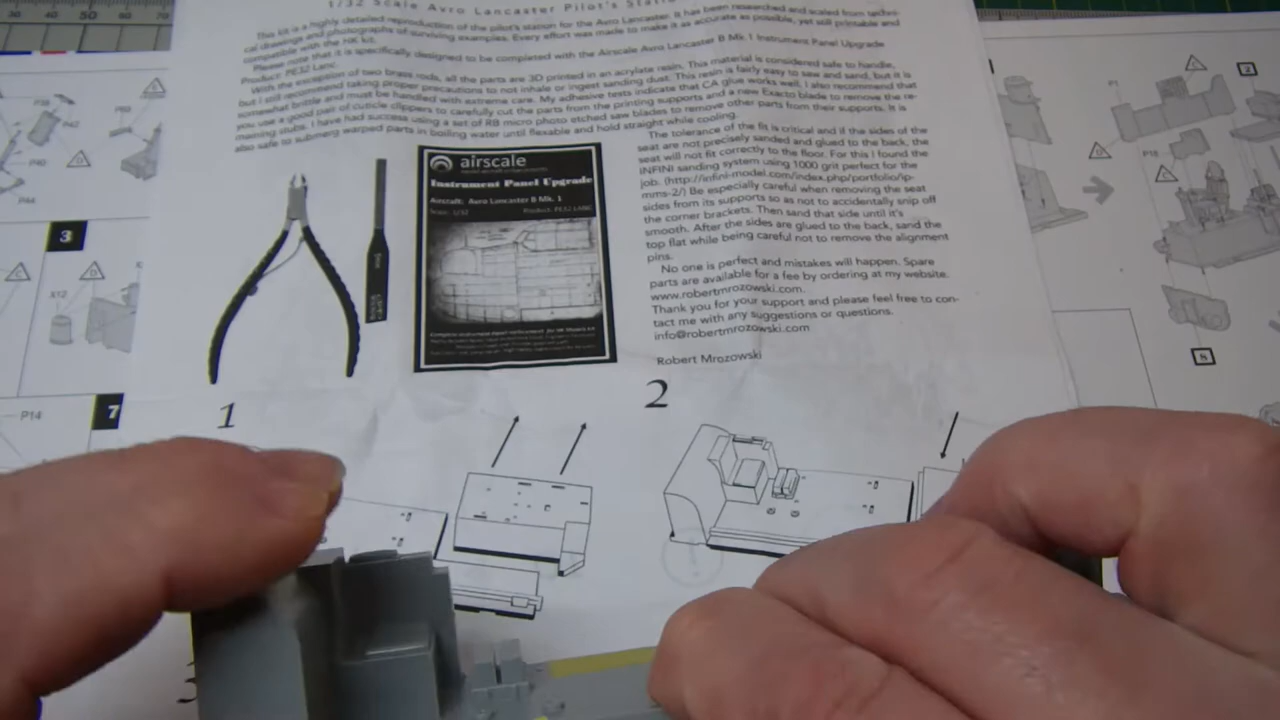 1/32 Scale Avro Lancaster Pilot's
This kit is a highly detailed reproduction of the pilot's station for the Avro Lancaster. It has been researched and scaled from techni-
cal drawings and photographs of surviving examples. Every effort was made to make it as accurate as possible, yet still printable and
compatible with the HK kit.
Please note that it is specifically designed to be completed with the Airscale Avro Lancaster B Mk. 1 Instrument Panel Upgrade
Product: PE32 Lanc.
With the exception of two brass rods, all the parts are 3D printed in an acrylate resin. This material is considered safe to handle,
but I still recommend taking proper precautions to not inhale or ingest sanding dust. This resin is fairly easy to saw and sand, but it is
somewhat brittle and must be handled with extreme care. My adhesive tests indicate that CA glue works well. I also recommend that
you use a good pair of cuticle clippers to carefully cut the parts from the printing supports and a new Exacto blade to remove the re-
maining stubs. I have had success using a set of RB micro photo etched saw blades to remove other parts from their supports. It is
also safe to submerg warped parts in boiling water until flexable and hold straight while cooling.
The tolerance of the fit is critical and if the sides of the
seat are not precisely sanded and glued to the back, the
seat will not fit correctly to the floor. For this I found the
INFINI sanding system using 1000 grit perfect for the
job. (http://infini-model.com/index.php/portfolio/ip-
mms-2/) Be especially careful when removing the seat
sides from its supports so as not to accidentally snip off
the corner brackets. Then sand that side until it's
smooth. After the sides are glued to the back, sand the
top flat while being careful not to remove the alignment
pins.
No one is perfect and mistakes will happen. Spare
parts are available for a fee by ordering at my website.
www.robertmrozowski.com.
Thank you for your support and please feel free to con-
tact me with any suggestions or questions.
info@robertmrozowski.com
Robert Mrozowski
airscale
Instrument Panel Upgrade
Aircraft: Avro Lancaster B Mk. 1
Scale: 1/32
1
2
3
7
X12
P14
P40
P44
P1
P18
2
30 40 50 60 70